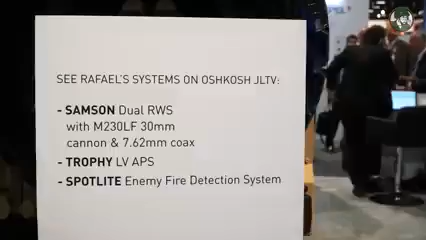 SEE RAFAEL'S SYSTEMS ON OSHKOSH JLTV:
- SAMSON Dual RWS
with M230LF 30mm
cannon & 7.62mm coax
- TROPHY LV APS
- SPOTLITE Enemy Fire Detection System